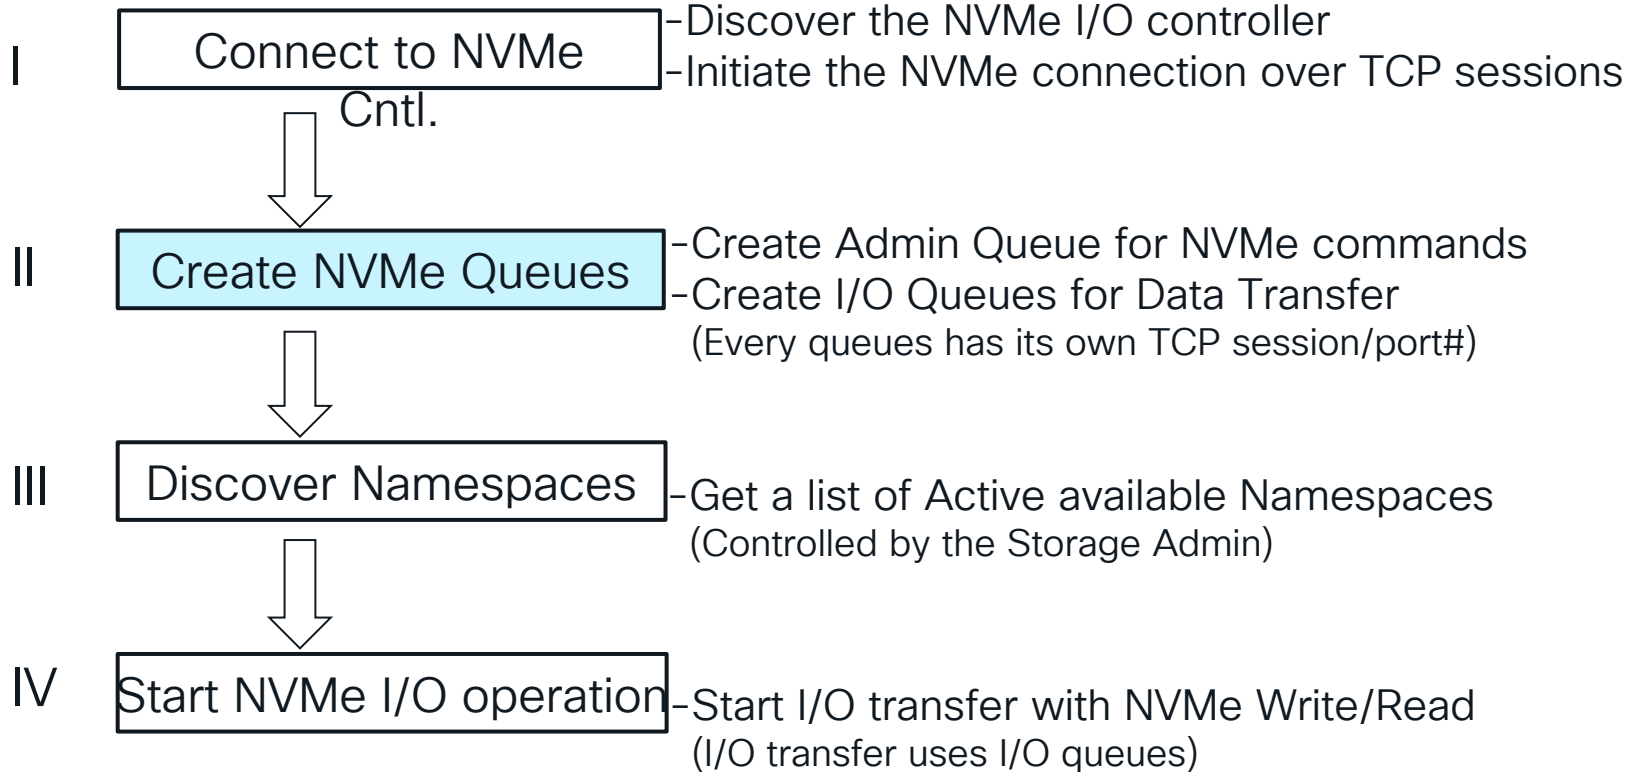 I
Connect to NVMe
Cntl.
-Discover the NVMe I/O controller
-Initiate the NVMe connection over TCP sessions
II
Create NVMe Queues
-Create Admin Queue for NVMe commands
-Create I/O Queues for Data Transfer
(Every queues has its own TCP session/port#)
III
Discover Namespaces
-Get a list of Active available Namespaces
(Controlled by the Storage Admin)
IV
Start NVMe I/O operation
-Start I/O transfer with NVMe Write/Read
(I/O transfer uses I/O queues)